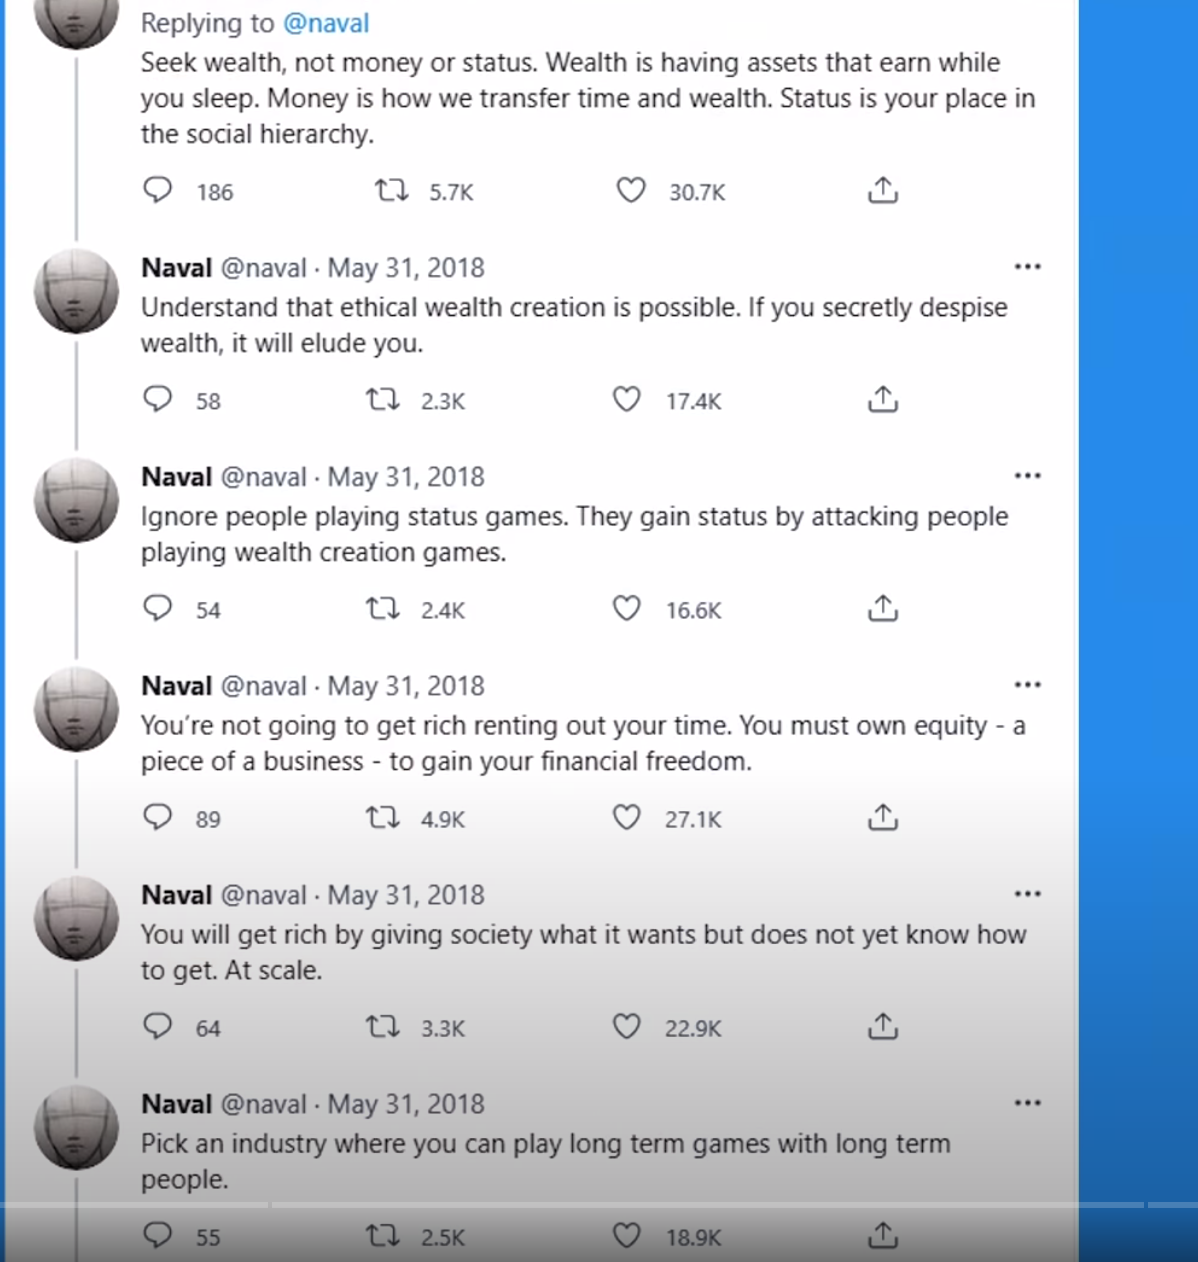 Replying to @naval
Seek wealth, not money or status. Wealth is having assets that earn while
you sleep. Money is how we transfer time and wealth. Status is your place in
the social hierarchy.
186 5.7K 30.7K
Naval @naval · May 31, 2018
Understand that ethical wealth creation is possible. If you secretly despise
wealth, it will elude you.
58 2.3K 17.4K
Naval @naval · May 31, 2018
Ignore people playing status games. They gain status by attacking people
playing wealth creation games.
54 2.4K 16.6K
Naval @naval · May 31, 2018
You’re not going to get rich renting out your time. You must own equity - a
piece of a business - to gain your financial freedom.
89 4.9K 27.1K
Naval @naval · May 31, 2018
You will get rich by giving society what it wants but does not yet know how
to get. At scale.
64 3.3K 22.9K
Naval @naval · May 31, 2018
Pick an industry where you can play long term games with long term
people.
55 2.5K 18.9K